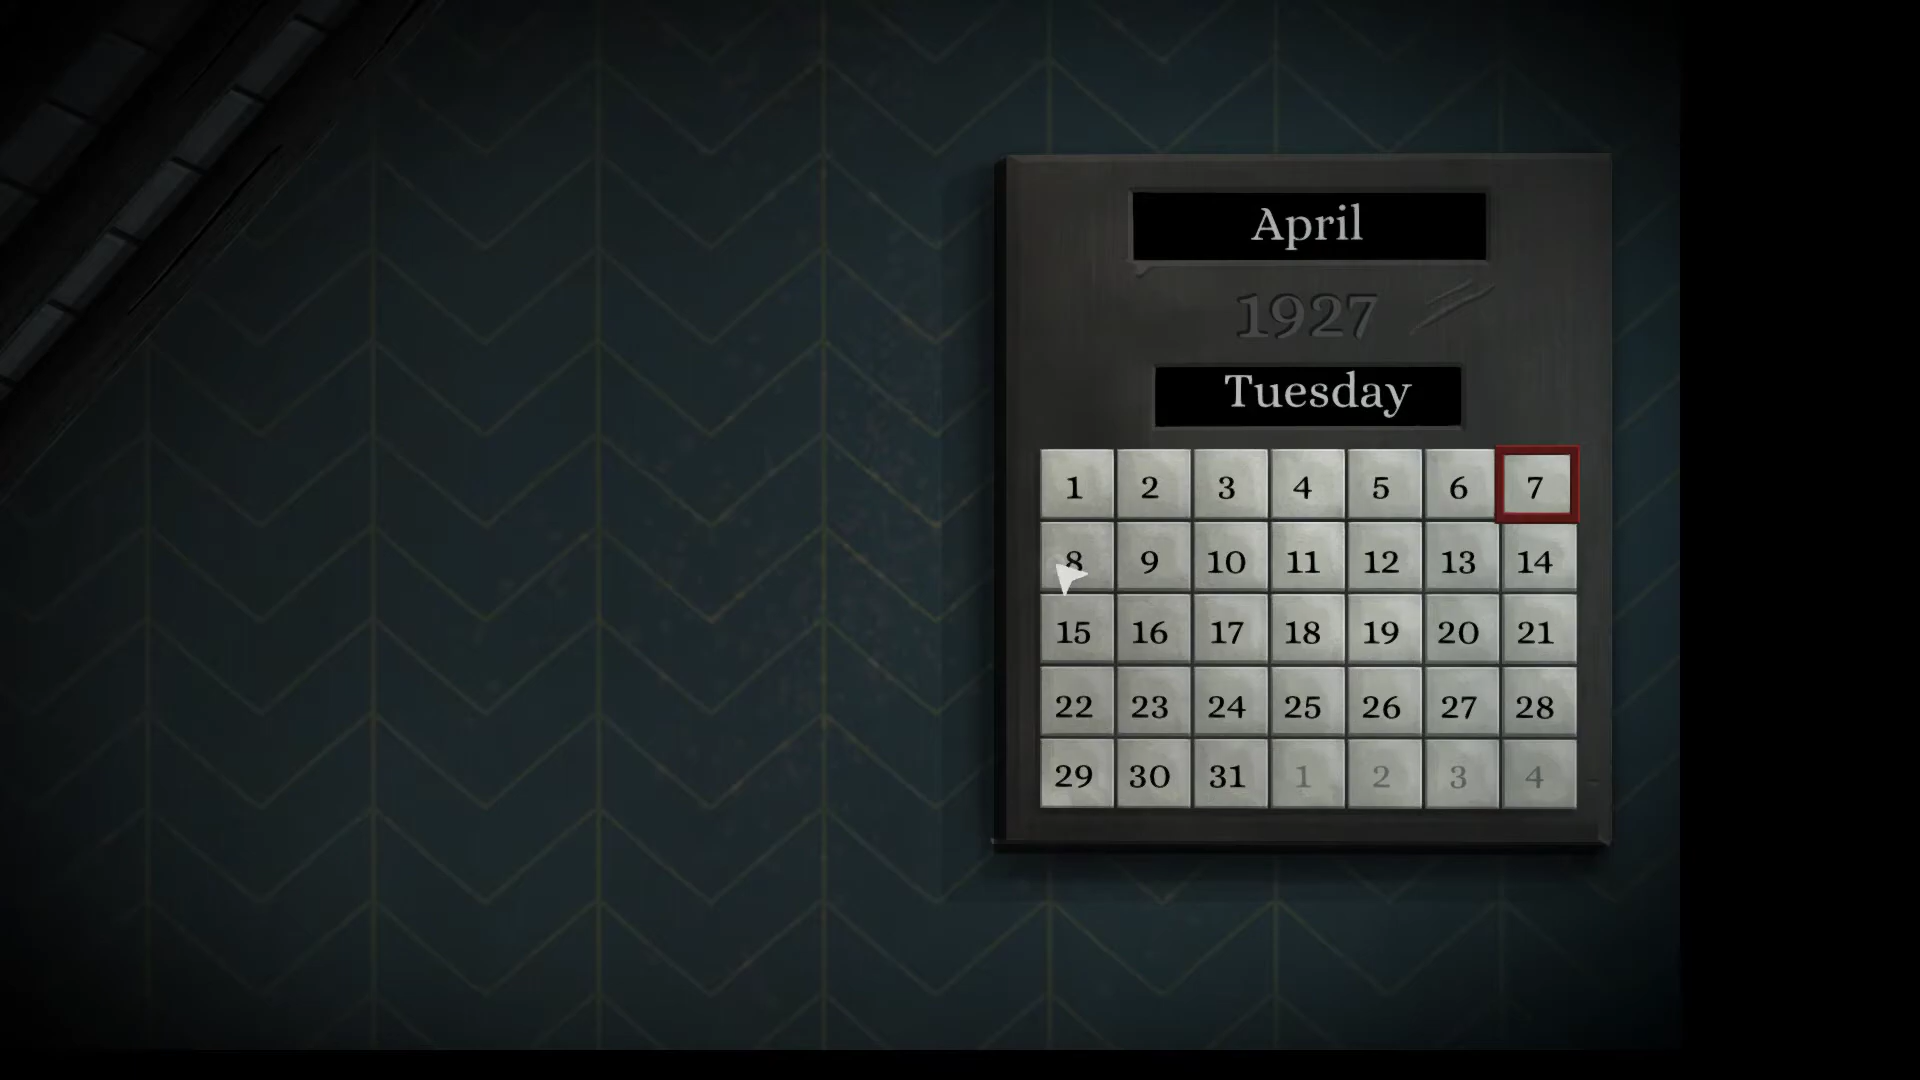 April
1927
Tuesday
1 2 3 4 5 6 7
8 9 10 11 12 13 14
15 16 17 18 19 20 21
22 23 24 25 26 27 28
29 30 31 1 2 3 4